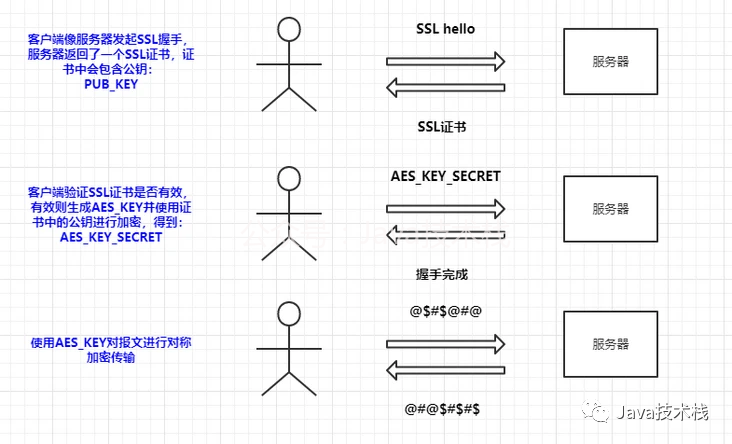 客户端像服务器发起SSL握手，
服务器返回了一个SSL证书，证
书中会包含公钥：
PUB_KEY
SSL hello
服务器
SSL证书
客户端验证SSL证书是否有效，
有效则生成AES_KEY并使用证
书中的公钥进行加密，得到：
AES_KEY_SECRET
AES_KEY_SECRET
服务器
握手完成
使用AES_KEY对报文进行对称
加密传输
@$#$@#@
服务器
@#@$#$#$
Java技术栈